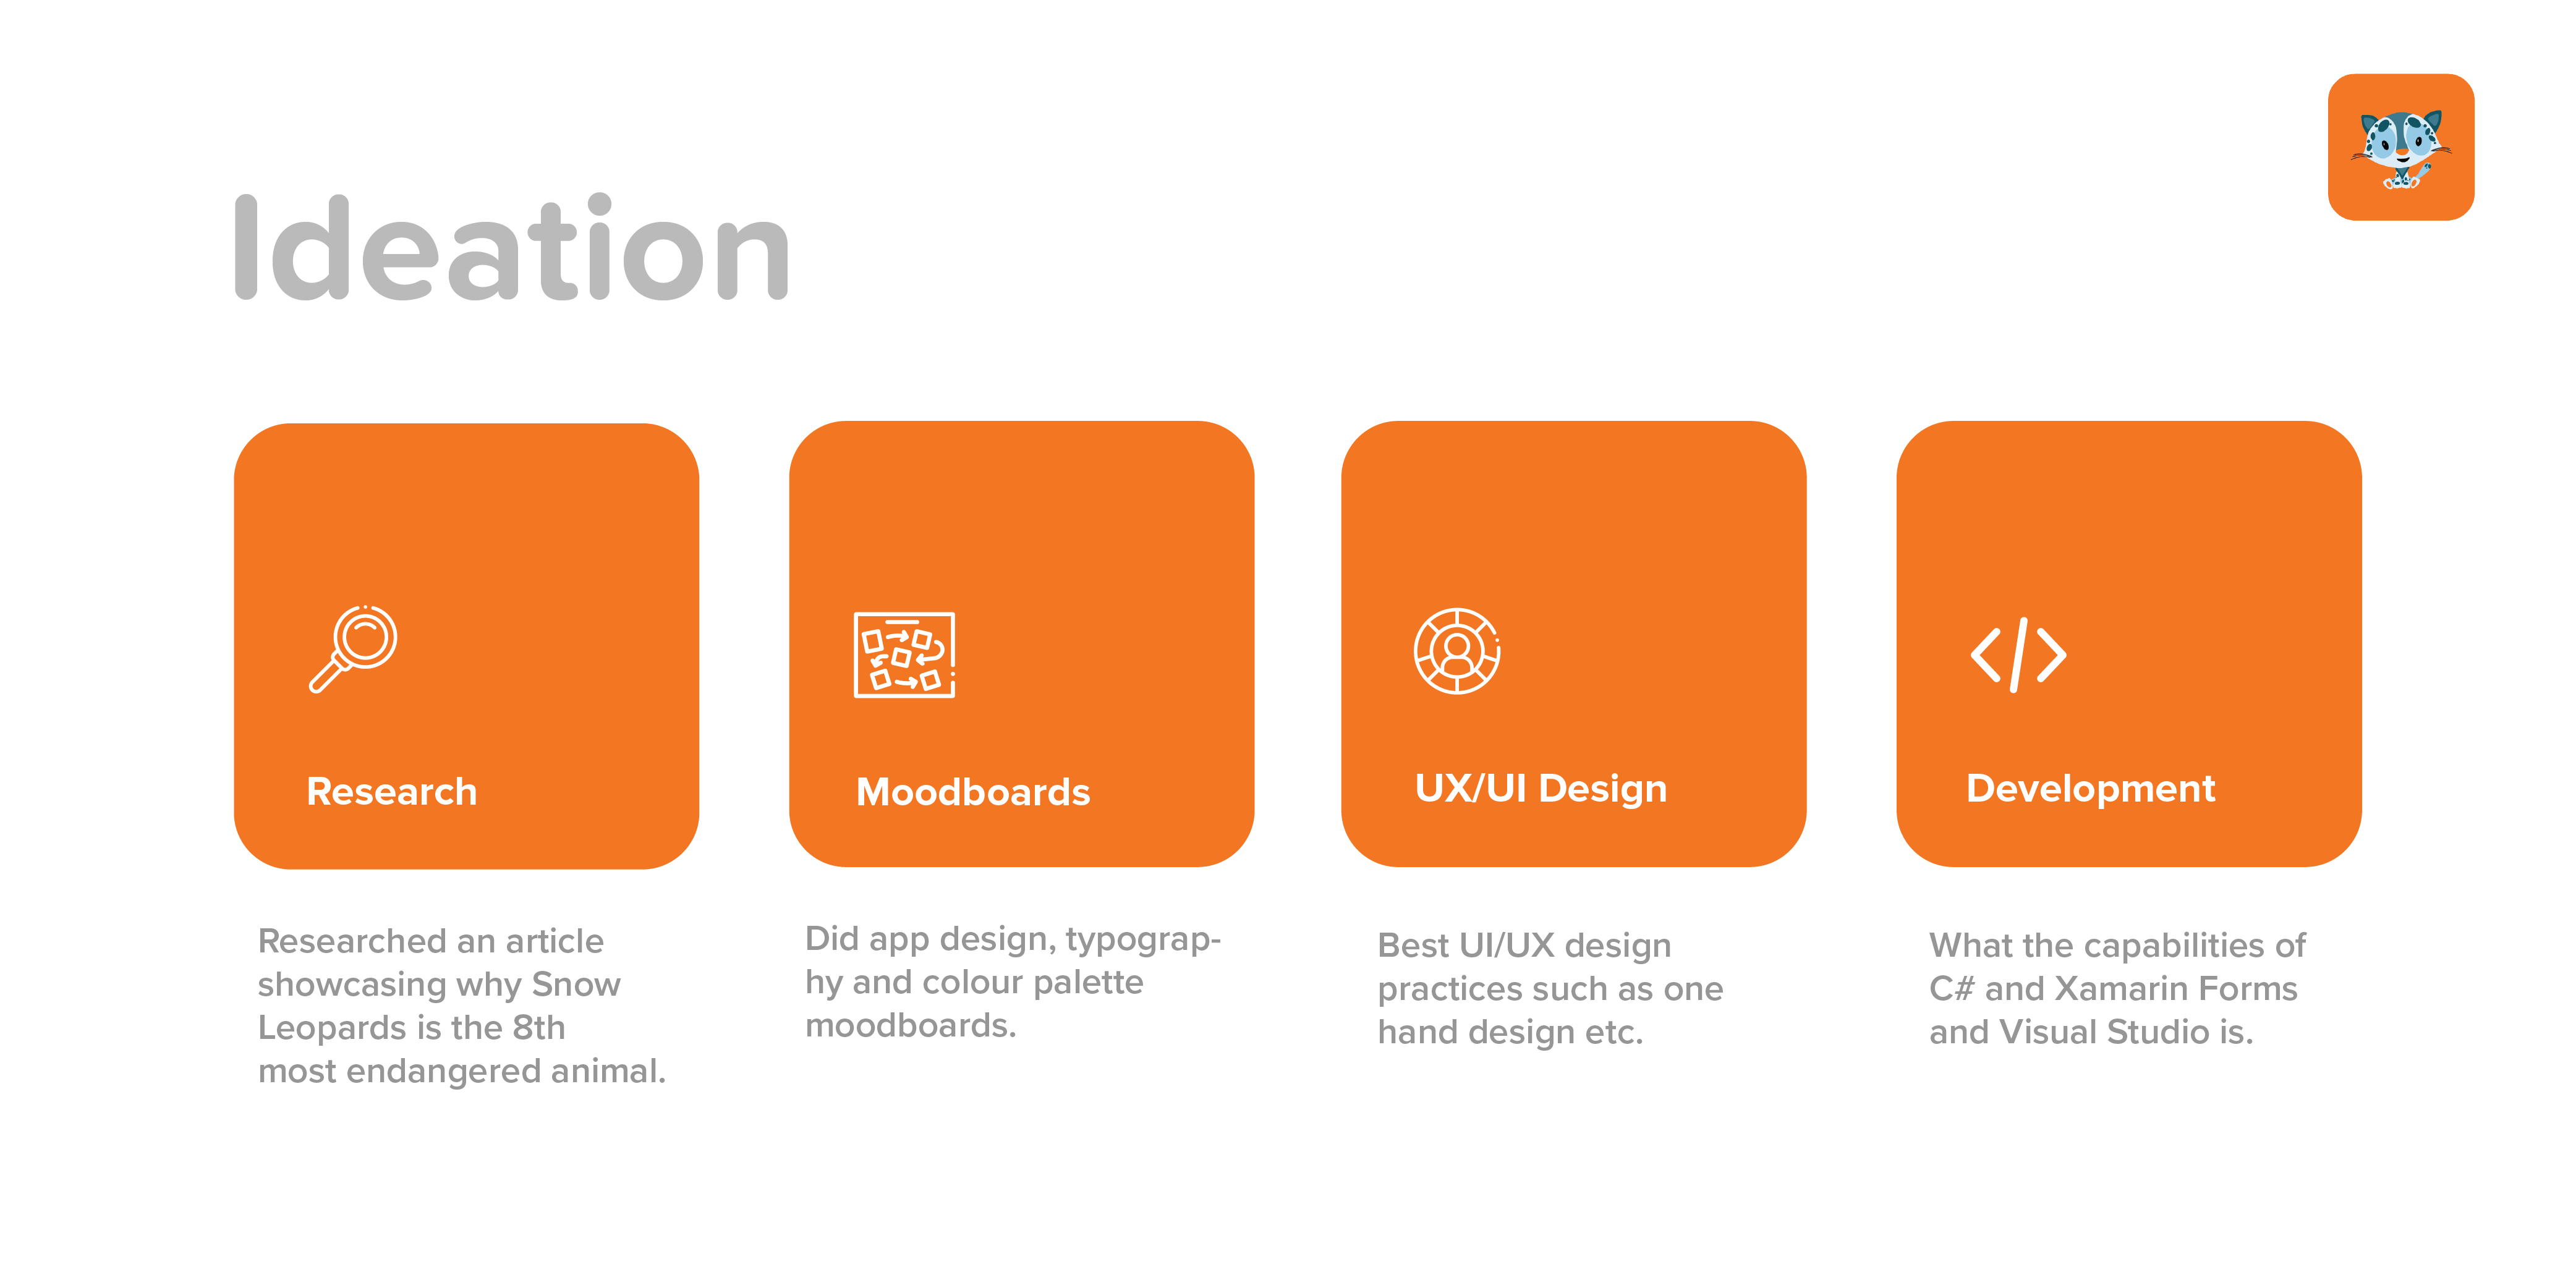 Ideation
Research
Moodboards
UX/UI Design
Development
Researched an article
showcasing why Snow
Leopards is the 8th
most endangered animal.
Did app design, typograp-
hy and colour palette
moodboards.
Best UI/UX design
practices such as one
hand design etc.
What the capabilities of
C# and Xamarin Forms
and Visual Studio is.